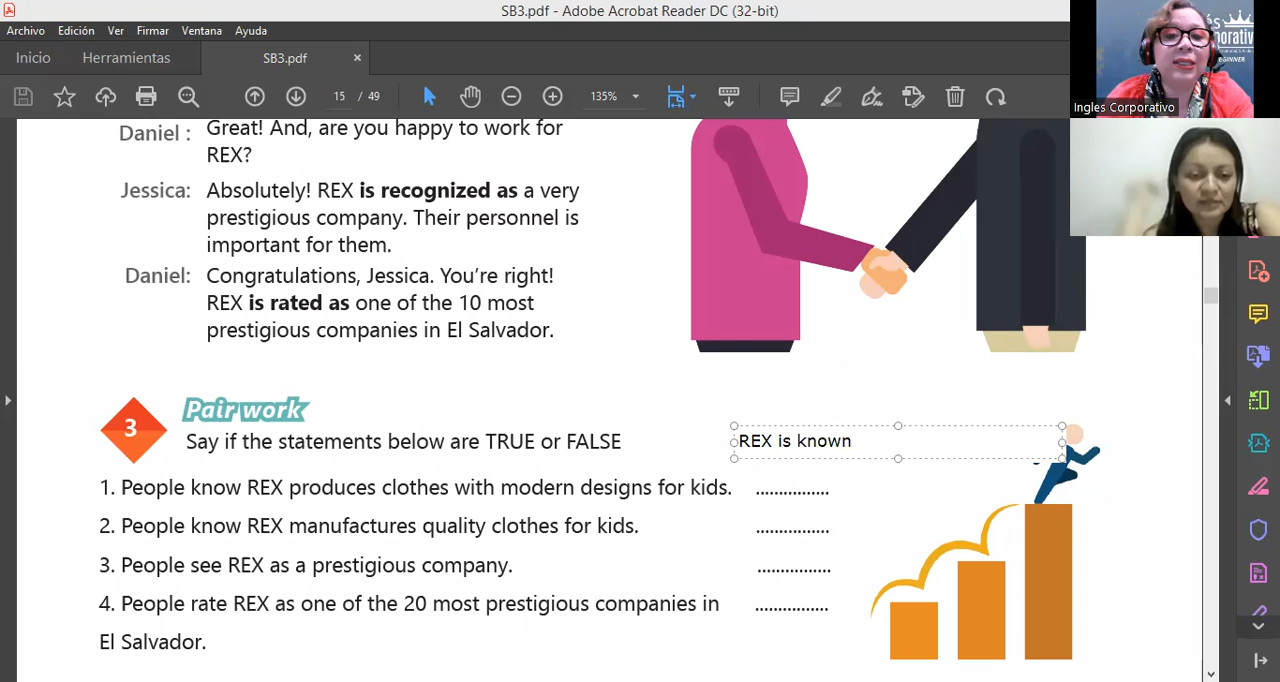 SB3.pdf - Adobe Acrobat Reader DC (32-bit)
Archivo Edición Ver Firmar Ventana Ayuda
Inicio Herramientas SB3.pdf ×
15 / 49 135%
Ingles Corporativo
Daniel : Great! And, are you happy to work for
REX?
Jessica: Absolutely! REX is recognized as a very
prestigious company. Their personnel is
important for them.
Daniel: Congratulations, Jessica. You’re right!
REX is rated as one of the 10 most
prestigious companies in El Salvador.
3 Pair work
Say if the statements below are TRUE or FALSE
REX is known
1. People know REX produces clothes with modern designs for kids. ...............
2. People know REX manufactures quality clothes for kids. ...............
3. People see REX as a prestigious company. ...............
4. People rate REX as one of the 20 most prestigious companies in ...............
El Salvador.